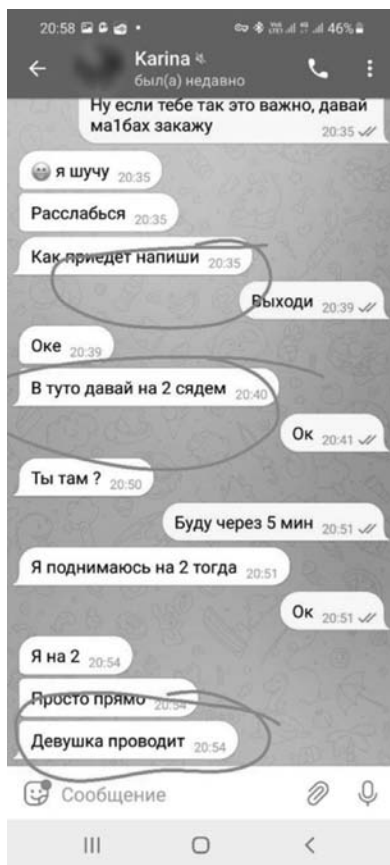 20:58
46%
Karina
был(а) недавно
Ну если тебе так это важно, давай
ма1бах закажу
20:35
я шучу 20:35
Расслабься 20:35
Как приедет напиши 20:35
Выходи 20:39
Оке 20:39
В туто давай на 2 сядем 20:40
Ок 20:41
Ты там ? 20:50
Буду через 5 мин 20:51
Я поднимаюсь на 2 тогда 20:51
Ок 20:51
Я на 2 20:54
Просто прямо 20:54
Девушка проводит 20:54
Сообщение